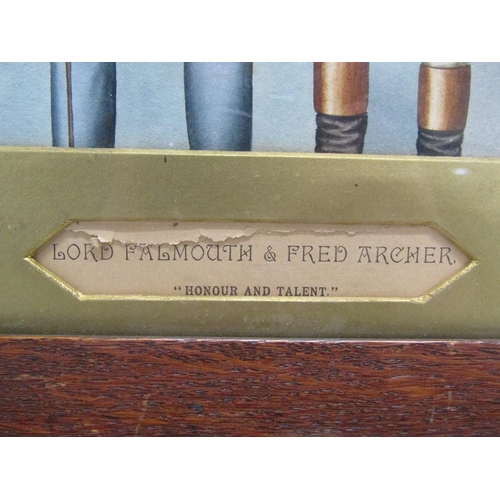 LORD FALMOUTH & FRED ARCHER.
"HONOUR AND TALENT."